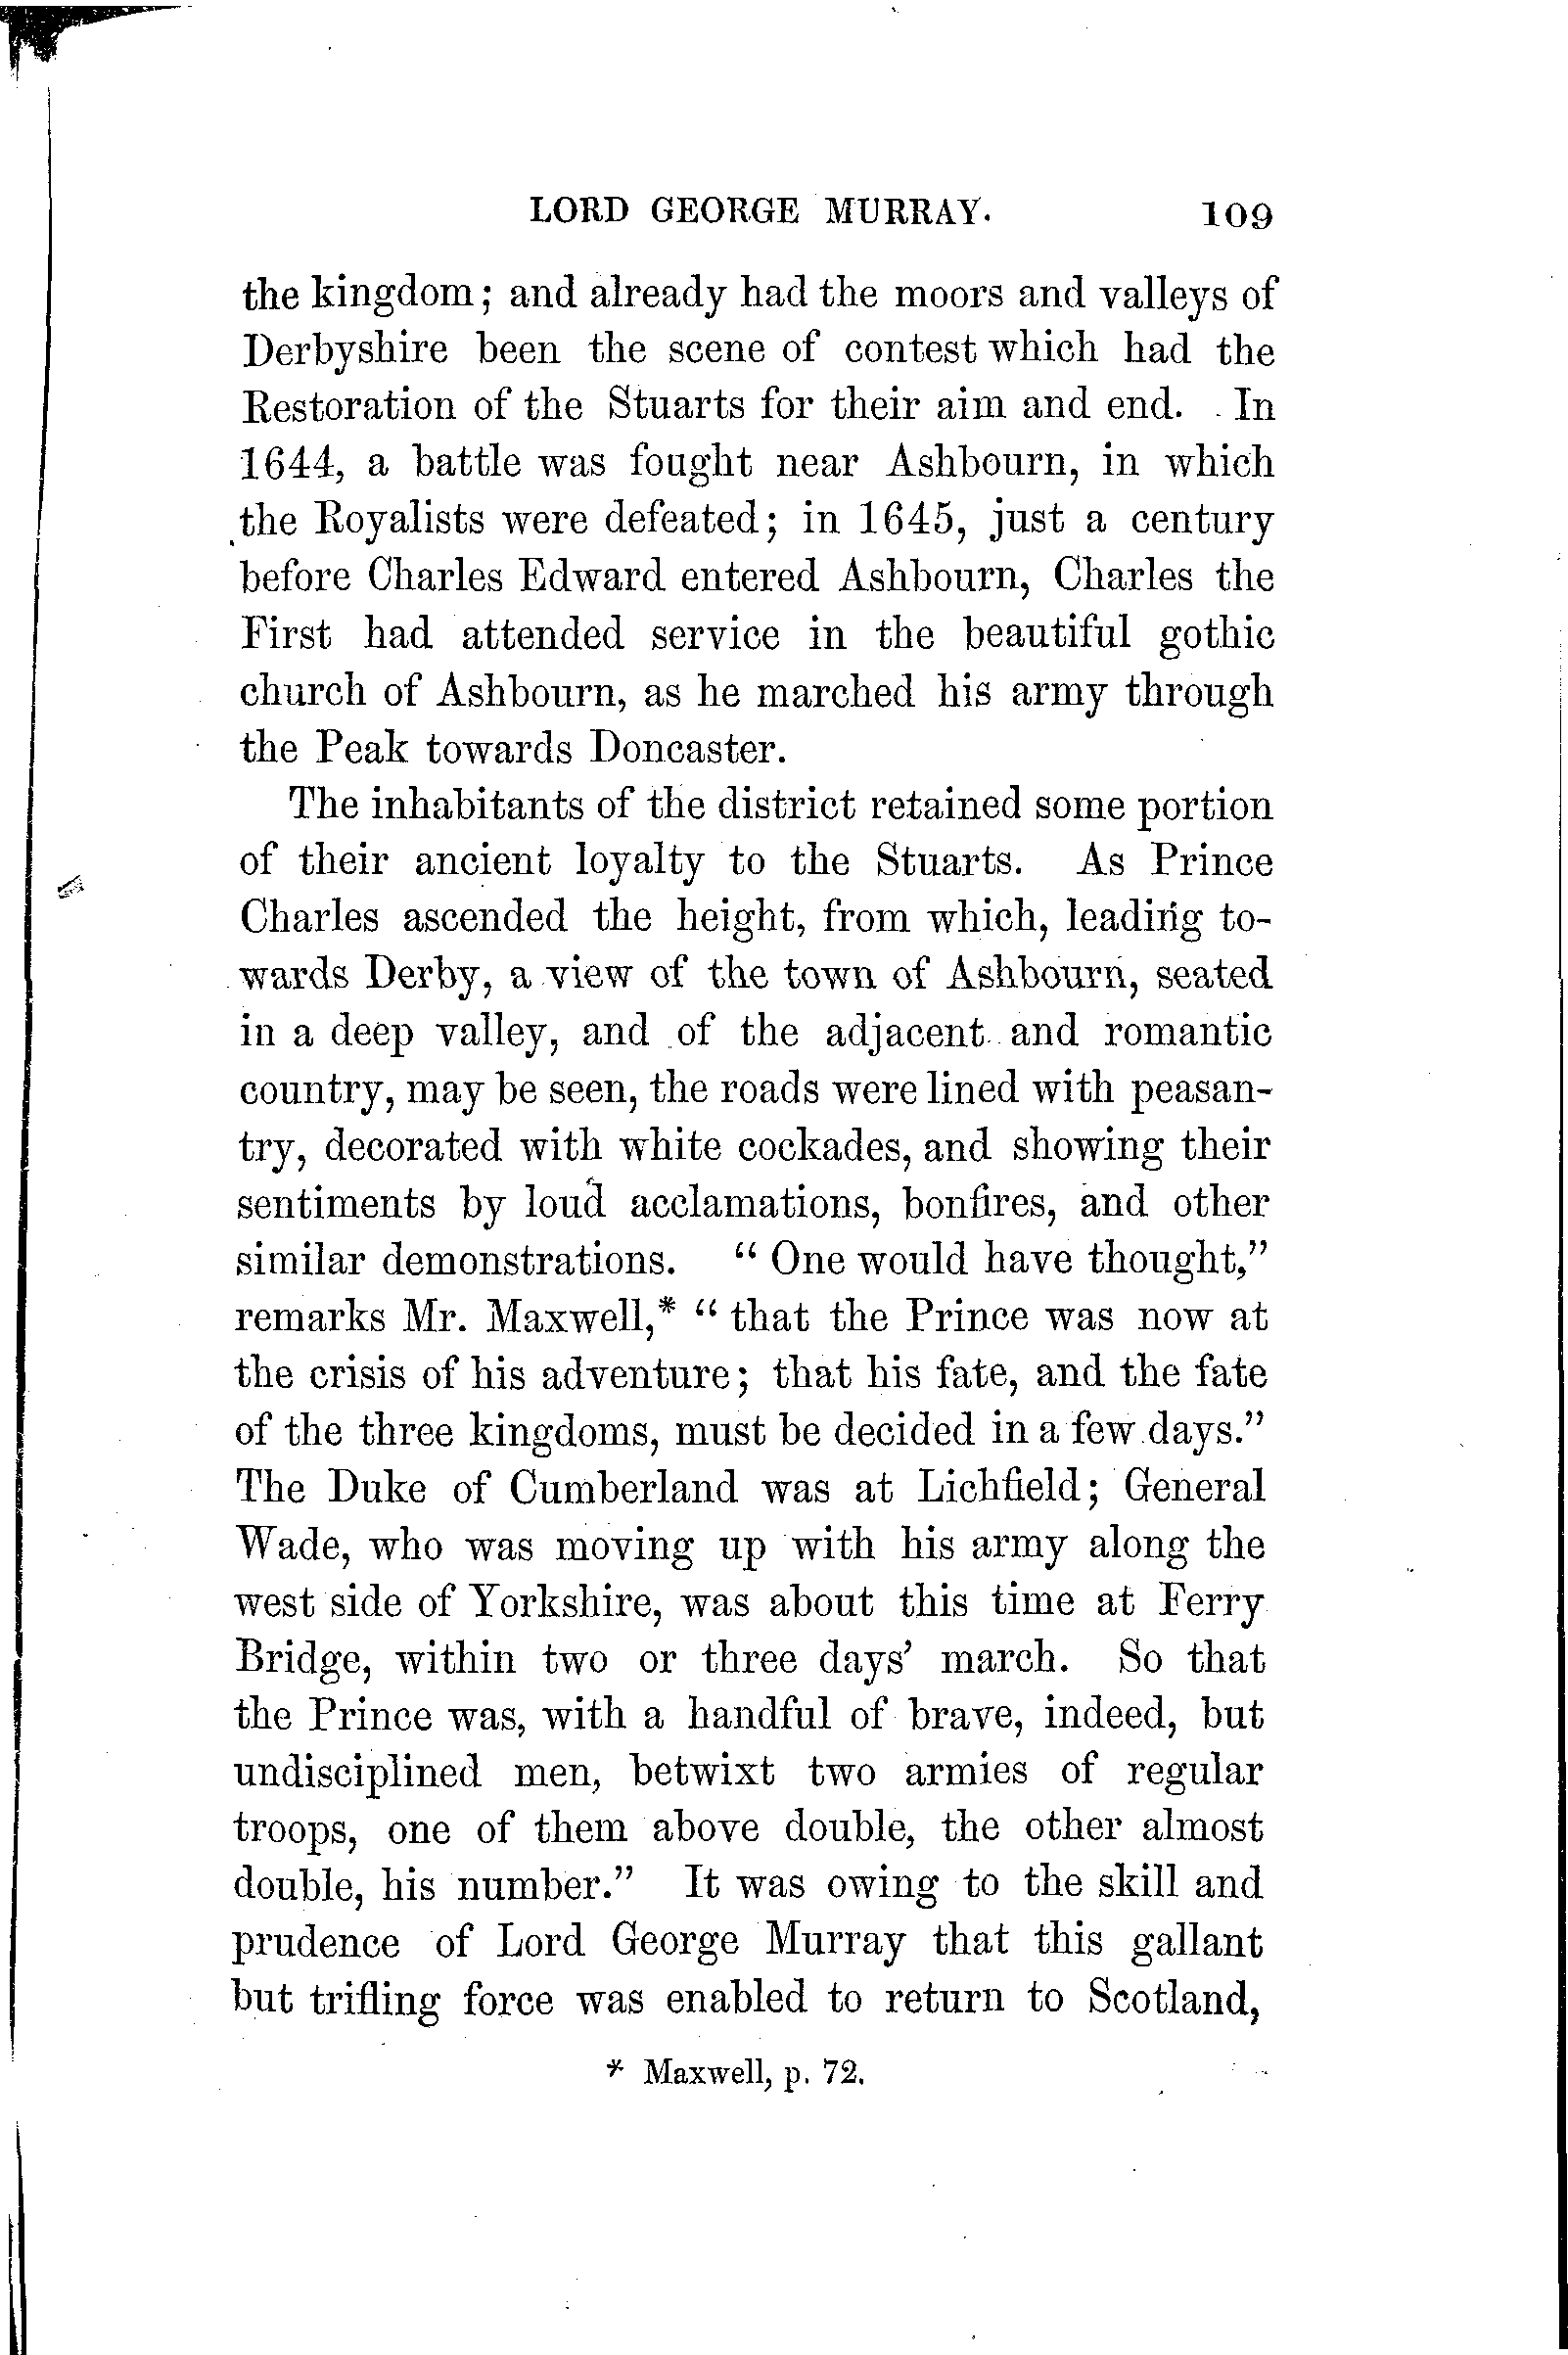 LORD GEORGE MURRAY. 109
the kingdom; and already had the moors and valleys of
Derbyshire been the scene of contest which had the
Restoration of the Stuarts for their aim and end. In
1644, a battle was fought near Ashbourn, in which
the Royalists were defeated; in 1645, just a century
before Charles Edward entered Ashbourn, Charles the
First had attended service in the beautiful gothic
church of Ashbourn, as he marched his army through
the Peak towards Doncaster.
The inhabitants of the district retained some portion
of their ancient loyalty to the Stuarts. As Prince
Charles ascended the height, from which, leading to-
wards Derby, a view of the town of Ashbourn, seated
in a deep valley, and of the adjacent and romantic
country, may be seen, the roads were lined with peasan-
try, decorated with white cockades, and showing their
sentiments by loud acclamations, bonfires, and other
similar demonstrations. "One would have thought,"
remarks Mr. Maxwell,* "that the Prince was now at
the crisis of his adventure; that his fate, and the fate
of the three kingdoms, must be decided in a few days."
The Duke of Cumberland was at Lichfield; General
Wade, who was moving up with his army along the
west side of Yorkshire, was about this time at Ferry
Bridge, within two or three days' march. So that
the Prince was, with a handful of brave, indeed, but
undisciplined men, betwixt two armies of regular
troops, one of them above double, the other almost
double, his number." It was owing to the skill and
prudence of Lord George Murray that this gallant
but trifling force was enabled to return to Scotland,
* Maxwell, p. 72.